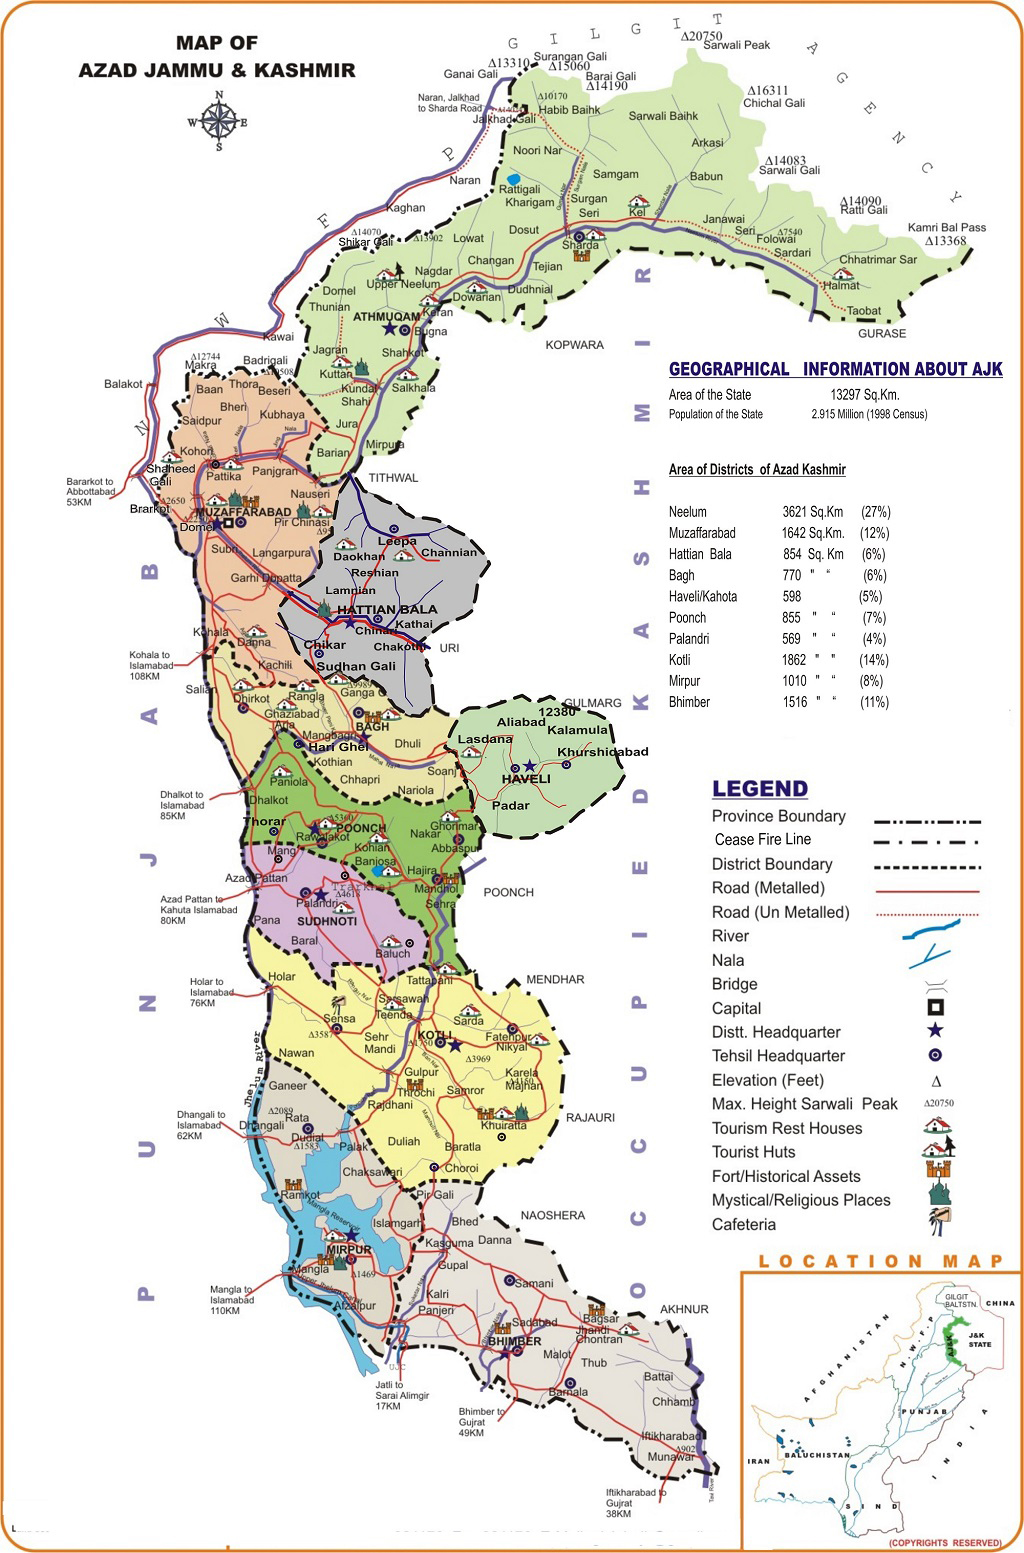 MAP OF
AZAD JAMMU & KASHMIR
N
W E
S
GILGIT AGENCY
N W F P
PUNJAB
OCCUPIED KASHMIR
Δ20750
Sarwali Peak
Surangan Gali
Δ13310
Δ15060
Ganai Gali
Barai Gali
Δ14190
Δ16311
Chichal Gali
Naran, Jalkhad
to Sharda Road
Δ10170
Habib Baihk
Jalkhad Gali
Sarwali Baihk
Noori Nar
Arkasi
Δ14083
Sarwali Gali
Naran
Rattigali
Samgam
Babun
Kharigam
Surgan
Seri
Kel
Δ14090
Ratti Gali
Kaghan
Janawai
Kamri Bal Pass
Δ13368
Δ14070
Shikar Gali
Δ13902
Lowat
Dosut
Sharda
Seri
Δ7540
Folowai
Sardari
Changan
Tejian
Chhatrimar Sar
Nagdar
Upper Neelum
Domel
Dowarian
Dudhnial
Halmat
Thunian
Keran
Taobat
ATHMUQAM
Bugna
GURASE
KOPWARA
Kawai
Jagran
Shahkot
Δ12744
Makra
Badrigali
Kuttan
Balakot
Baan
Thora
Beseri
Kundal
Shahi
Salkhala
Bheri
Kubhaya
Saidpur
Jura
Kohori
Mirpura
Barian
Shaheed
Gali
Pattika
Panjgran
TITHWAL
Bararkot to
Abbottabad
53KM
Nauseri
Δ2650
Brarkot
MUZAFFARABAD
Domel
Pir Chinasi
Leepa
Subri
Langarpura
Daokhan
Channian
Reshian
Garhi Dopatta
Lamnian
HATTIAN BALA
Chinari
Kathai
Kohala
Danna
Chikar
Chakothi
URI
Kohala to
Islamabad
108KM
Kachili
Sudhan Gali
Salian
Δ9989
Dhirkot
Rangla
Ganga
Ghaziabad
BAGH
GULMARG
12380
Aliabad
Kalamula
Mangbagri
Hari Ghel
Dhuli
Lasdana
Khurshidabad
Kothian
HAVELI
Paniola
Chhapri
Soanj
Nariola
Padar
Dhalkot to
Islamabad
85KM
Dhalkot
Thorar
Δ5360
POONCH
Rawalakot
Nakar
Ghorimar
Abbaspur
Kohian
Mang
Banjosa
Hajira
Azad Pattan
Trarkhal
Δ4613
Mandhol
POONCH
Azad Pattan to
Kahuta Islamabad
80KM
Palandri
Sehra
Pana
SUDHNOTI
Baral
Baluch
Holar
Tattapani
MENDHAR
Holar to
Islamabad
76KM
Sarsawah
Teenda
Sarda
Sensa
Δ3587
Sehr
Mandi
KOTLI
Δ1750
Fatehpur
Nikyal
Δ3969
Nawan
Jhelum River
Gulpur
Karela
Majhan
Ganeer
Throchi
Samror
Rajdhani
Δ2089
Rata
Khuiratta
RAJAURI
Dhangali to
Islamabad
62KM
Dhangali
Dudial
Δ1583
Palak
Duliah
Baratla
Chaksawari
Choroi
Ramkot
Pir Gali
Mangla Reservoir
Islamgarh
Bhed
NAOSHERA
MIRPUR
Kasguma
Danna
Mangla
Δ1469
Gupal
Upper Jhelum Canal
Samani
Mangla to
Islamabad
110KM
Afzalpur
Kalri
Panjeri
Sadabad
Bagsar
Jhandi
Chontran
AKHNUR
BHIMBER
Malot
Thub
UJC
Jatli to
Sarai Alimgir
17KM
Barnala
Battai
Chhamb
Bhimber to
Gujrat
49KM
Iftikharabad
Δ902
Munawar
Iftikharabad to
Gujrat
38KM
Tawi River
GEOGRAPHICAL INFORMATION ABOUT AJK
Area of the State 13297 Sq.Km.
Population of the State 2.915 Million (1998 Census)
Area of Districts of Azad Kashmir
Neelum 3621 Sq.Km (27%)
Muzaffarabad 1642 Sq.Km. (12%)
Hattian Bala 854 Sq. Km (6%)
Bagh 770 " “ (6%)
Haveli/Kahota 598 (5%)
Poonch 855 " “ (7%)
Palandri 569 " “ (4%)
Kotli 1862 " “ (14%)
Mirpur 1010 " “ (8%)
Bhimber 1516 " “ (11%)
LEGEND
Province Boundary
Cease Fire Line
District Boundary
Road (Metalled)
Road (Un Metalled)
River
Nala
Bridge
Capital
Distt. Headquarter
Tehsil Headquarter
Elevation (Feet) Δ
Max. Height Sarwali Peak Δ20750
Tourism Rest Houses
Tourist Huts
Fort/Historical Assets
Mystical/Religious Places
Cafeteria
LOCATION MAP
GILGIT
BALTSTN.
CHINA
AFGHANISTAN
N.W.F.P
AJ&K
J&K
STATE
PUNJAB
IRAN
BALUCHISTAN
INDIA
SIND
(COPYRIGHTS RESERVED)